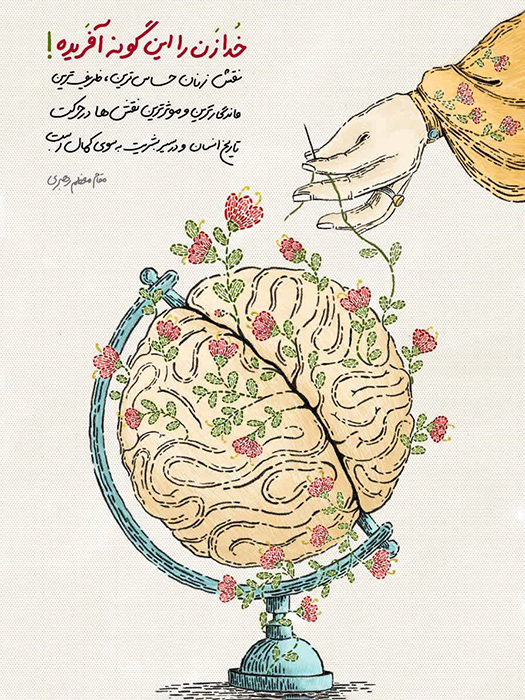 خدا زن را این گونه آفریده!
نقش زنان حساس‌ترین، ظریف‌ترین
ماندگارترین و موثرترین نقش‌ها در حرکت
تاریخ انسان و در سیر بشریت به سوی کمال است
مقام معظم رهبری